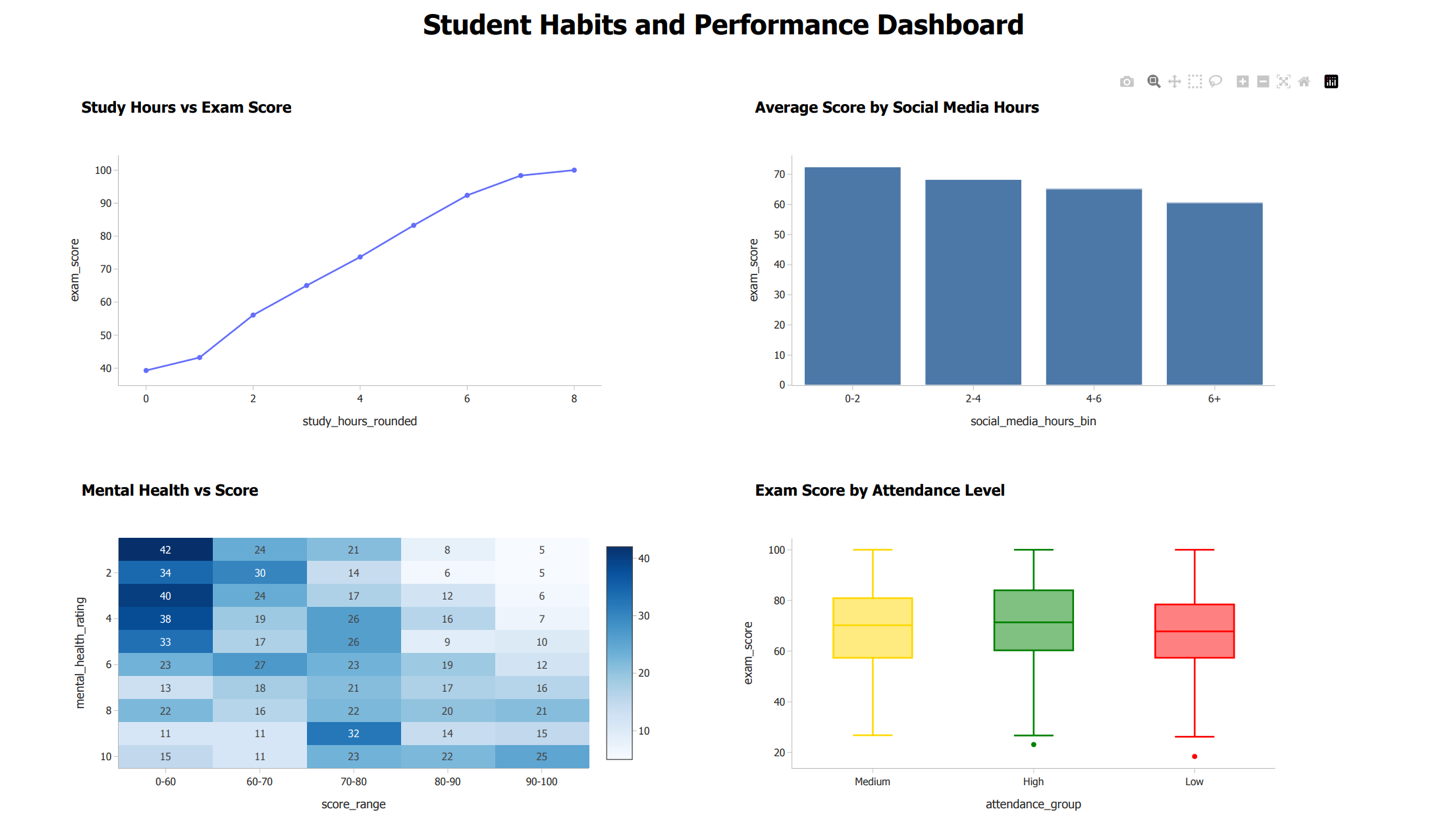 Student Habits and Performance Dashboard
Study Hours vs Exam Score
exam_score
100
90
80
70
60
50
40
0 2 4 6 8
study_hours_rounded
Average Score by Social Media Hours
exam_score
70
60
50
40
30
20
10
0
0-2 2-4 4-6 6+
social_media_hours_bin
Mental Health vs Score
mental_health_rating
42 24 21 8 5
2 34 30 14 6 5
40 24 17 12 6
4 38 19 26 16 7
33 17 26 9 10
6 23 27 23 19 12
13 18 21 17 16
8 22 16 22 20 21
11 11 32 14 15
10 15 11 23 22 25
0-60 60-70 70-80 80-90 90-100
score_range
40
30
20
10
Exam Score by Attendance Level
exam_score
100
80
60
40
20
Medium High Low
attendance_group